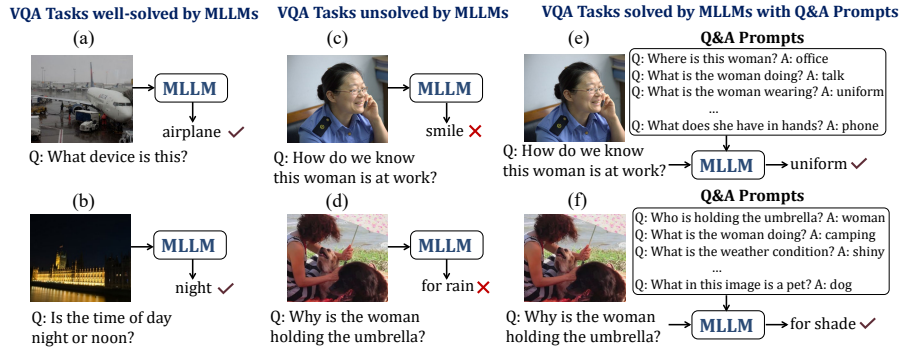 VQA Tasks well-solved by MLLMs
VQA Tasks unsolved by MLLMs
VQA Tasks solved by MLLMs with Q&A Prompts
(a)
MLLM
airplane
Q: What device is this?
(b)
MLLM
night
Q: Is the time of day
night or noon?
(c)
MLLM
smile
Q: How do we know
this woman is at work?
(d)
MLLM
for rain
Q: Why is the woman
holding the umbrella?
(e)
Q&A Prompts
Q: Where is this woman? A: office
Q: What is the woman doing? A: talk
Q: What is the woman wearing? A: uniform
...
Q: What does she have in hands? A: phone
Q: How do we know
this woman is at work?
MLLM
uniform
(f)
Q&A Prompts
Q: Who is holding the umbrella? A: woman
Q: What is the woman doing? A: camping
Q: What is the weather condition? A: shiny
...
Q: What in this image is a pet? A: dog
Q: Why is the woman
holding the umbrella?
MLLM
for shade